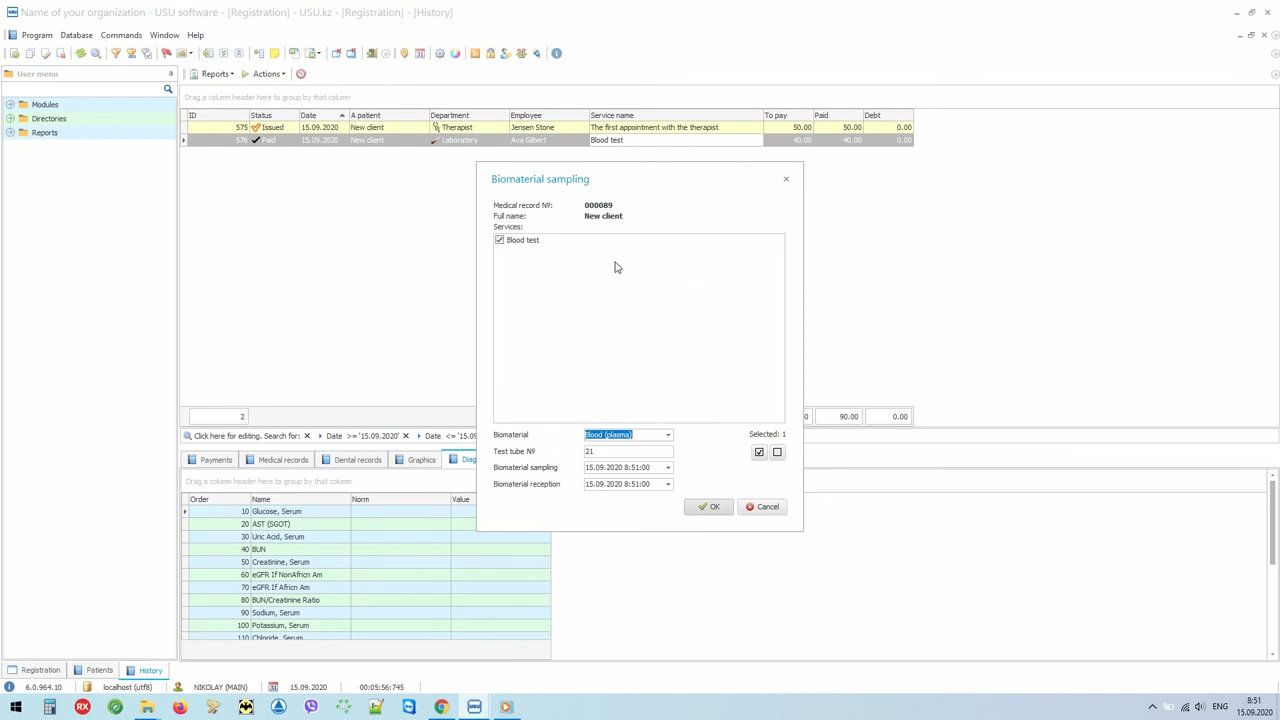 Name of your organization - USU software - [Registration] - USU.kz - [Registration] - [History]
Program Database Commands Window Help
User menu
Reports Actions
Modules
Directories
Reports
Drag a column header here to group by that column
ID Status Date A patient Department Employee Service name To pay Paid Debt
575 Issued 15.09.2020 New client Therapist Jensen Stone The first appointment with the therapist 50.00 50.00 0.00
576 Paid 15.09.2020 New client Laboratory Ava Gilbert Blood test 40.00 40.00 0.00
Biomaterial sampling
Medical record №: 000089
Full name: New client
Services:
Blood test
Biomaterial Blood (plasma) Selected: 1
Test tube № 21
Biomaterial sampling 15.09.2020 8:51:00
Biomaterial reception 15.09.2020 8:51:00
OK Cancel
2 0 90.00 0.00
Click here for editing. Search for: Date >= '15.09.2020' Date <= '15.09
Payments Medical records Dental records Graphics Diag
Drag a column header here to group by that column
Order Name Norm Value
10 Glucose, Serum
20 AST (SGOT)
30 Uric Acid, Serum
40 BUN
50 Creatinine, Serum
60 eGFR If NonAfricn Am
70 eGFR If Africn Am
80 BUN/Creatinine Ratio
90 Sodium, Serum
100 Potassium, Serum
110 Chloride, Serum
Registration Patients History
6.0.964.10 localhost (utf8) NIKOLAY (MAIN) 15.09.2020 00:05:56:745
RX USU ENG 8:51
15.09.2020